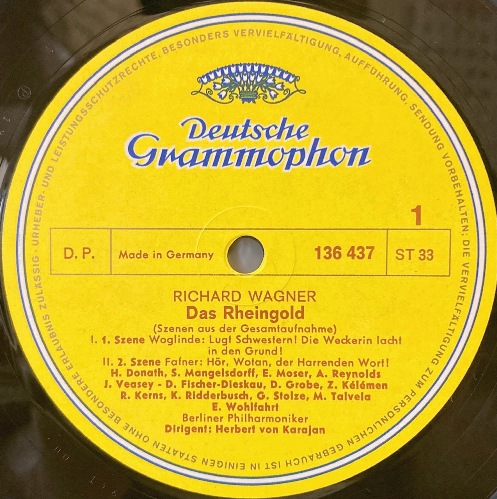 URHEBER- UND LEISTUNGSSCHUTZRECHTE, BESONDERS VERVIELFÄLTIGUNG, AUFFÜHRUNG, SENDUNG VORBEHALTEN; DIE VERVIELFÄLTIGUNG ZUM PERSÖNLICHEN GEBRAUCH IST IN EINIGEN STAATEN OHNE BESONDERE ERLAUBNIS ZULÄSSIG -
Deutsche
Grammophon
1
D. P. Made in Germany 136 437 ST 33
RICHARD WAGNER
Das Rheingold
(Szenen aus der Gesamtaufnahme)
I. 1. Szene Woglinde: Lugt Schwestern! Die Weckerin lacht
in den Grund!
II. 2. Szene Fafner: Hör, Wotan, der Harrenden Wort!
H. Donath, S. Mangelsdorff, E. Moser, A. Reynolds
J. Veasey - D. Fischer-Dieskau, D. Grobe, Z. Kélémen
R. Kerns, K. Ridderbusch, G. Stolze, M. Talvela
E. Wohlfahrt
Berliner Philharmoniker
Dirigent: Herbert von Karajan